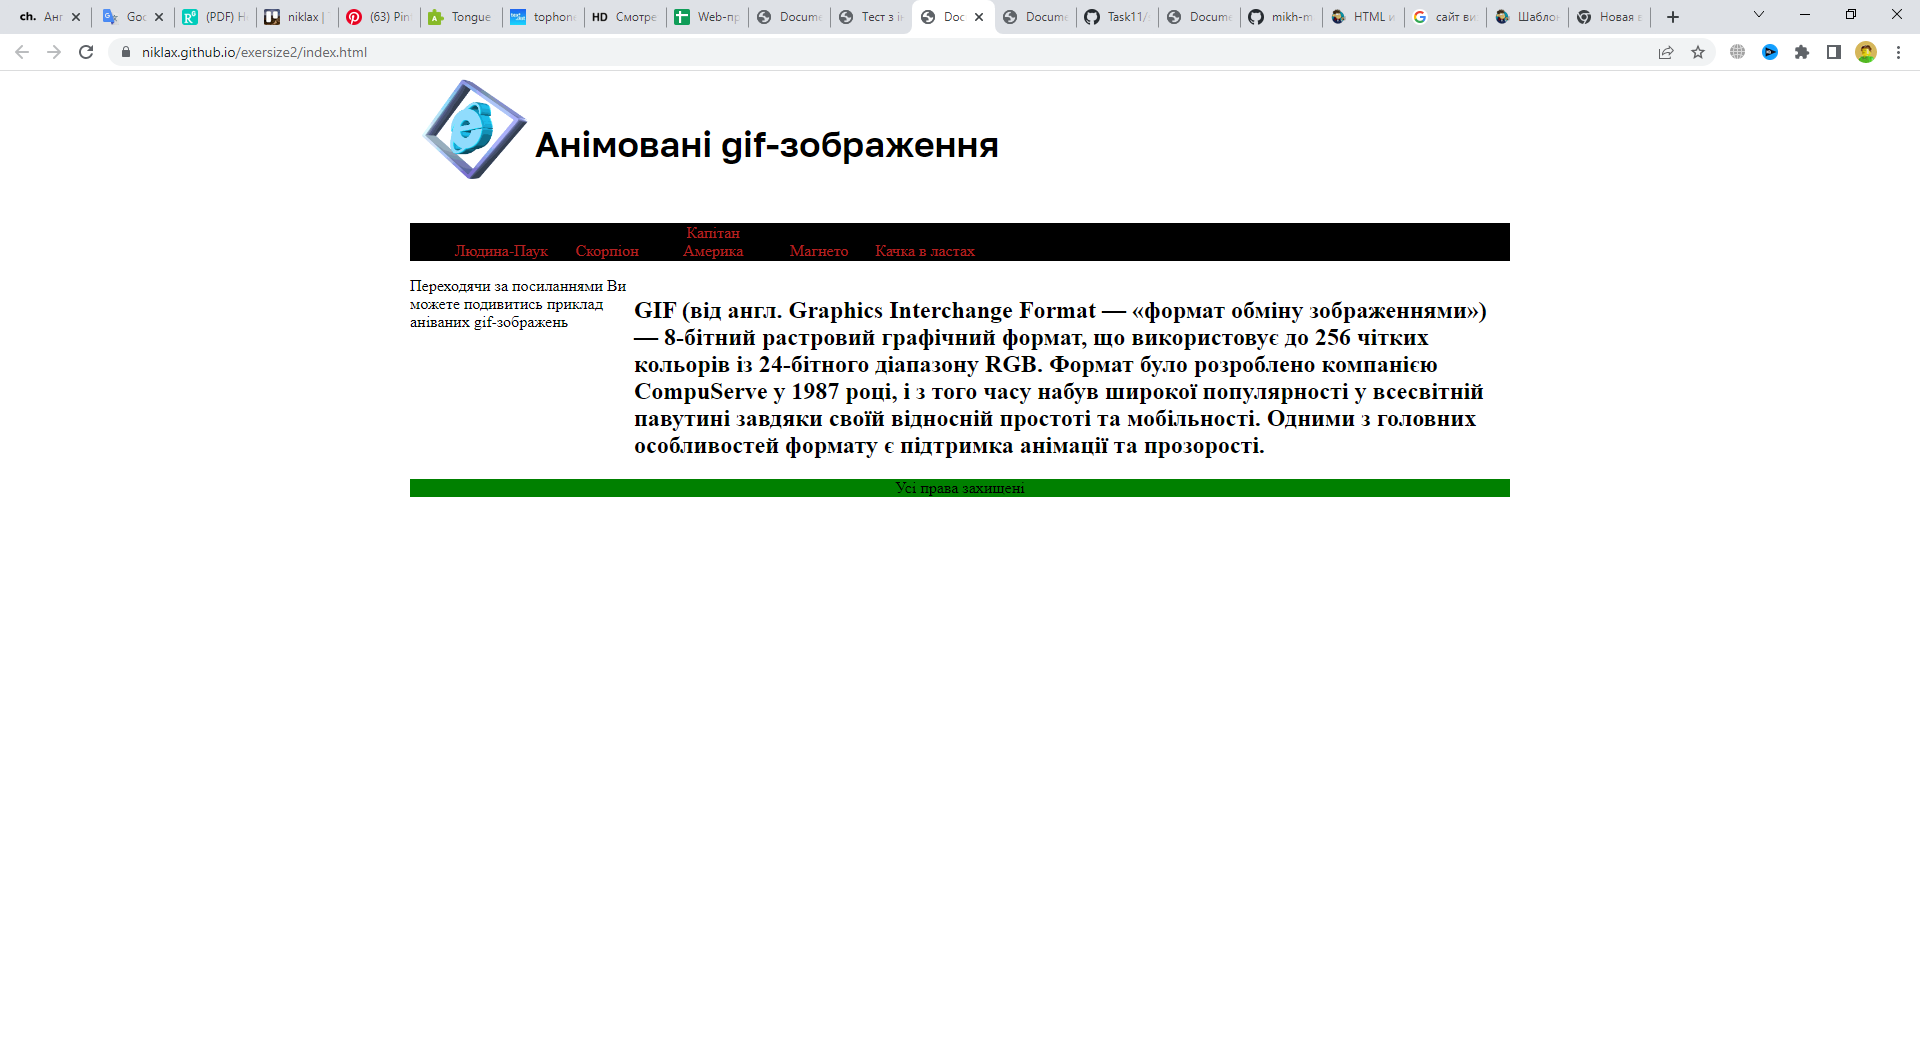 ch. Анг
Goc
(PDF) H
niklax |
(63) Pin
Tongue
tophon
HD Смотре
Web-пр
Docume
Тест з ін
Doc
Docume
Task11/
Docume
mikh-m
HTML и
сайт ви
Шаблон
Новая в
niklax.github.io/exersize2/index.html
Анімовані gif-зображення
Людина-Паук Скорпіон Капітан Америка Магнето Качка в ластах
Переходячи за посиланнями Ви
можете подивитись приклад
аніваних gif-зображень
GIF (від англ. Graphics Interchange Format — «формат обміну зображеннями»)
— 8-бітний растровий графічний формат, що використовує до 256 чітких
кольорів із 24-бітного діапазону RGB. Формат було розроблено компанією
CompuServe у 1987 році, і з того часу набув широкої популярності у всесвітній
павутині завдяки своїй відносній простоті та мобільності. Одними з головних
особливостей формату є підтримка анімації та прозорості.
Усі права захищені